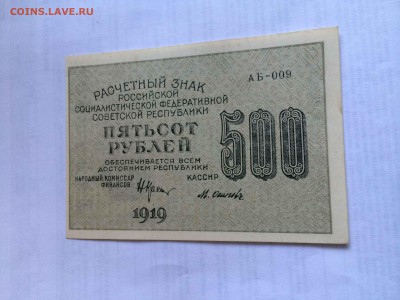 COINS.LAVE.RU
АБ-009
РАСЧЕТНЫЙ ЗНАК
РОССИЙСКОЙ
СОЦИАЛИСТИЧЕСКОЙ ФЕДЕРАТИВНОЙ
СОВЕТСКОЙ РЕСПУБЛИКИ
ПЯТЬСОТ
РУБЛЕЙ
500
ОБЕСПЕЧИВАЕТСЯ ВСЕМ
ДОСТОЯНИЕМ РЕСПУБЛИКИ
НАРОДНЫЙ КОМИССАР
ФИНАНСОВ
КАССИР
1919